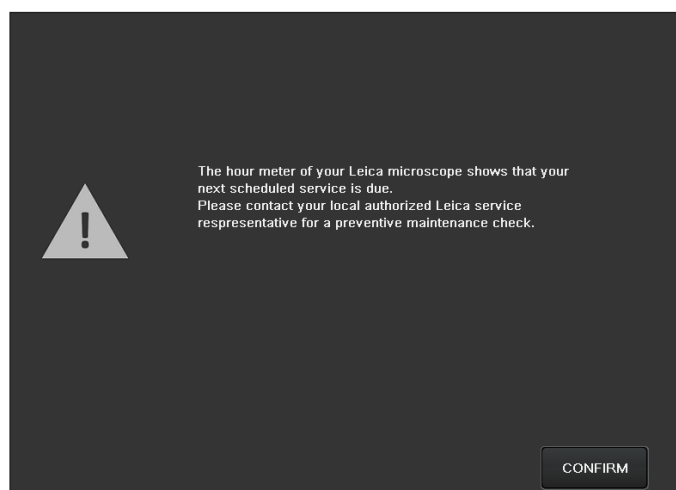 The hour meter of your Leica microscope shows that your
next scheduled service is due.
Please contact your local authorized Leica service
respresentative for a preventive maintenance check.
!
CONFIRM